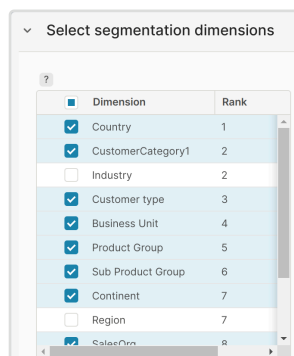 Select segmentation dimensions
?
Dimension Rank
Country 1
CustomerCategory1 2
Industry 2
Customer type 3
Business Unit 4
Product Group 5
Sub Product Group 6
Continent 7
Region 7
SalesOrg 8